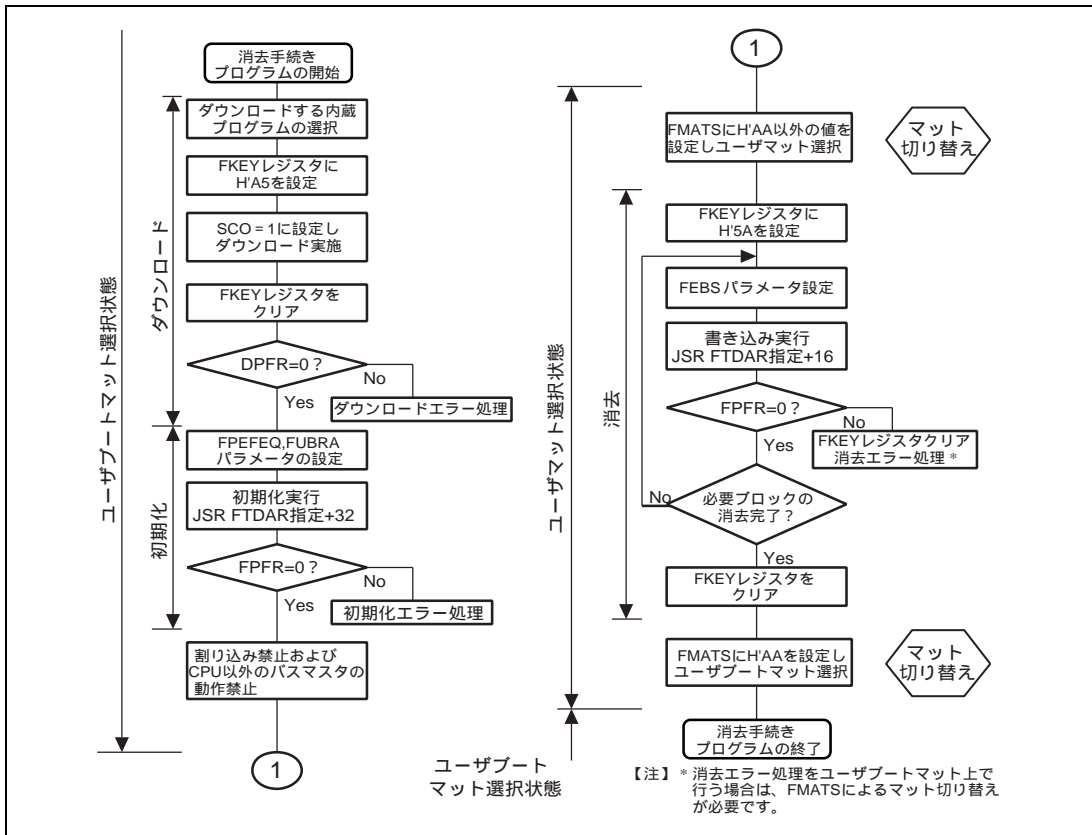 消去手続き
プログラムの開始
ダウンロードする内蔵
プログラムの選択
FKEYレジスタに
H'A5を設定
SCO = 1に設定し
ダウンロード実施
FKEYレジスタを
クリア
DPFR=0？
No
Yes
ダウンロードエラー処理
FPEFEQ,FUBRA
パラメータの設定
初期化実行
JSR FTDAR指定+32
FPFR=0？
No
Yes
初期化エラー処理
割り込み禁止および
CPU以外のバスマスタの
動作禁止
1
ユーザブートマット選択状態
ダウンロード
初期化
1
FMATSにH'AA以外の値を
設定しユーザマット選択
マット
切り替え
FKEYレジスタに
H'5Aを設定
FEBSパラメータ設定
書き込み実行
JSR FTDAR指定+16
FPFR=0？
No
Yes
FKEYレジスタクリア
消去エラー処理 *
No
必要ブロックの
消去完了？
Yes
FKEYレジスタを
クリア
FMATSにH'AAを設定し
ユーザブートマット選択
マット
切り替え
消去手続き
プログラムの終了
ユーザマット選択状態
消去
ユーザブート
マット選択状態
【注】 * 消去エラー処理をユーザブートマット上で
行う場合は、FMATSによるマット切り替え
が必要です。